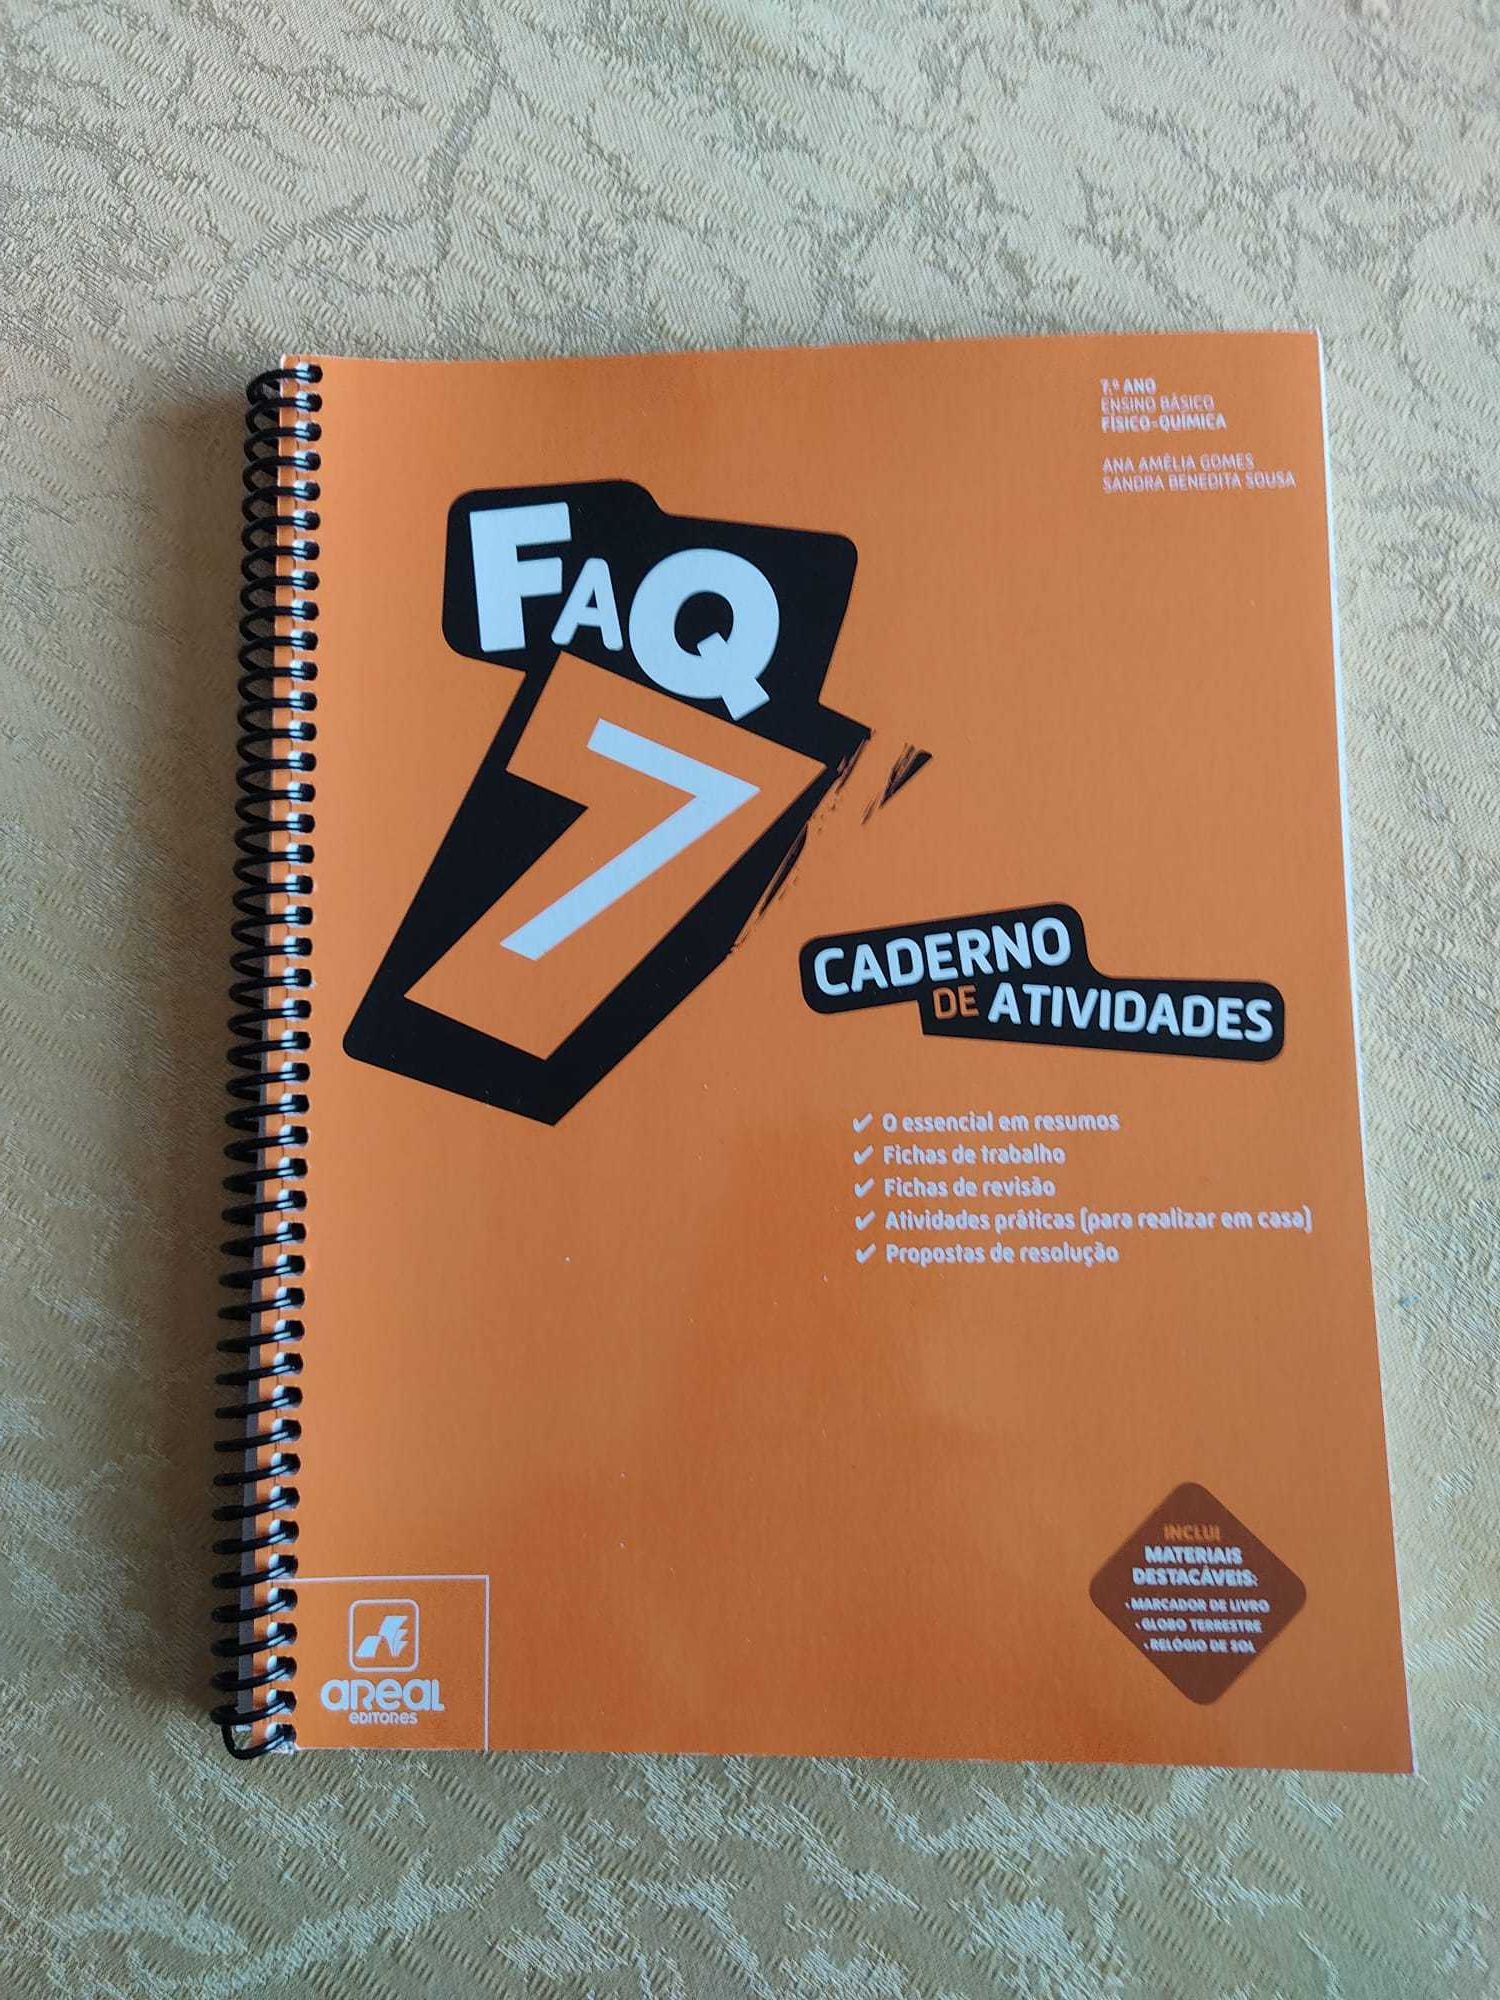 7.º ANO
ENSINO BÁSICO
FÍSICO-QUÍMICA
ANA AMÉLIA GOMES
SANDRA BENEDITA SOUSA
FAQ
7
CADERNO
DE ATIVIDADES
✔ O essencial em resumos
✔ Fichas de trabalho
✔ Fichas de revisão
✔ Atividades práticas (para realizar em casa)
✔ Propostas de resolução
INCLUI
MATERIAIS
DESTACÁVEIS:
• MARCADOR DE LIVRO
• GLOBO TERRESTRE
• RELÓGIO DE SOL
AREAL
EDITORES